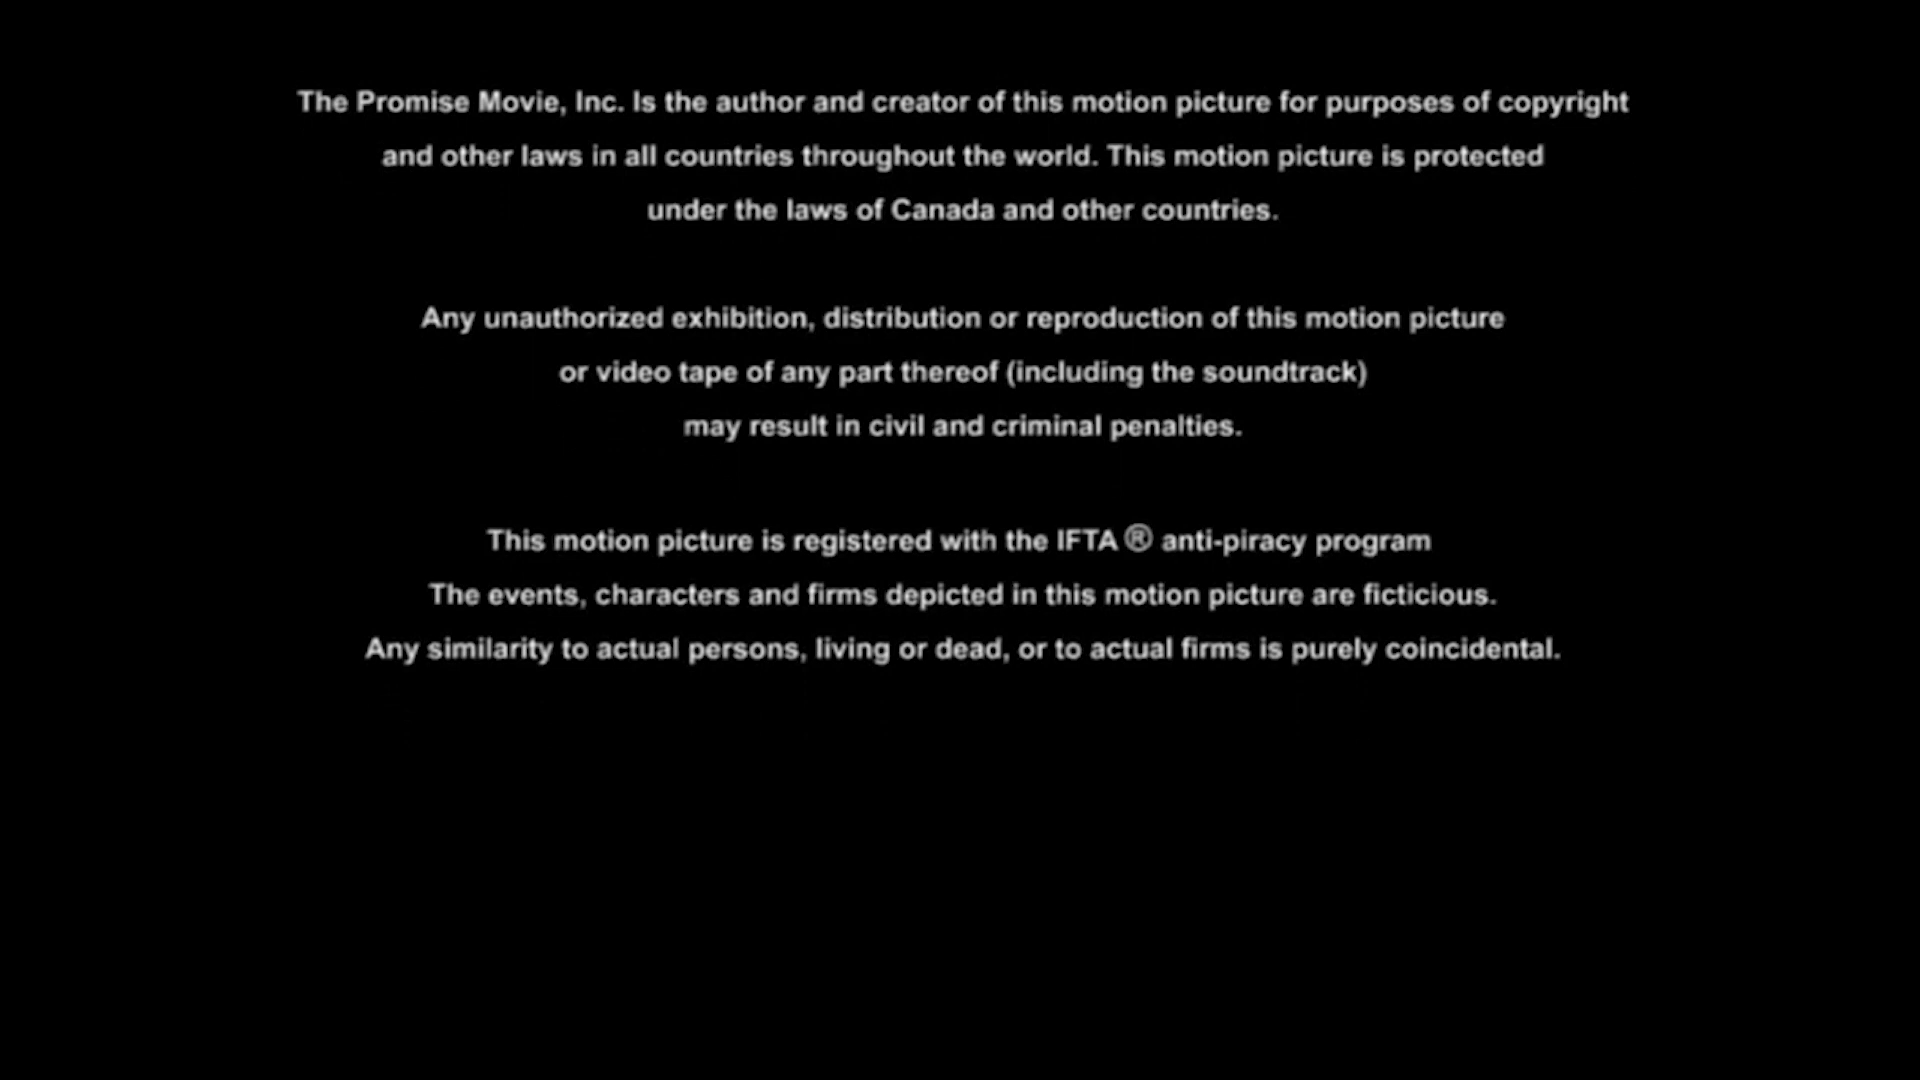 The Promise Movie, Inc. Is the author and creator of this motion picture for purposes of copyright
and other laws in all countries throughout the world. This motion picture is protected
under the laws of Canada and other countries.
Any unauthorized exhibition, distribution or reproduction of this motion picture
or video tape of any part thereof (including the soundtrack)
may result in civil and criminal penalties.
This motion picture is registered with the IFTA ® anti-piracy program
The events, characters and firms depicted in this motion picture are ficticious.
Any similarity to actual persons, living or dead, or to actual firms is purely coincidental.